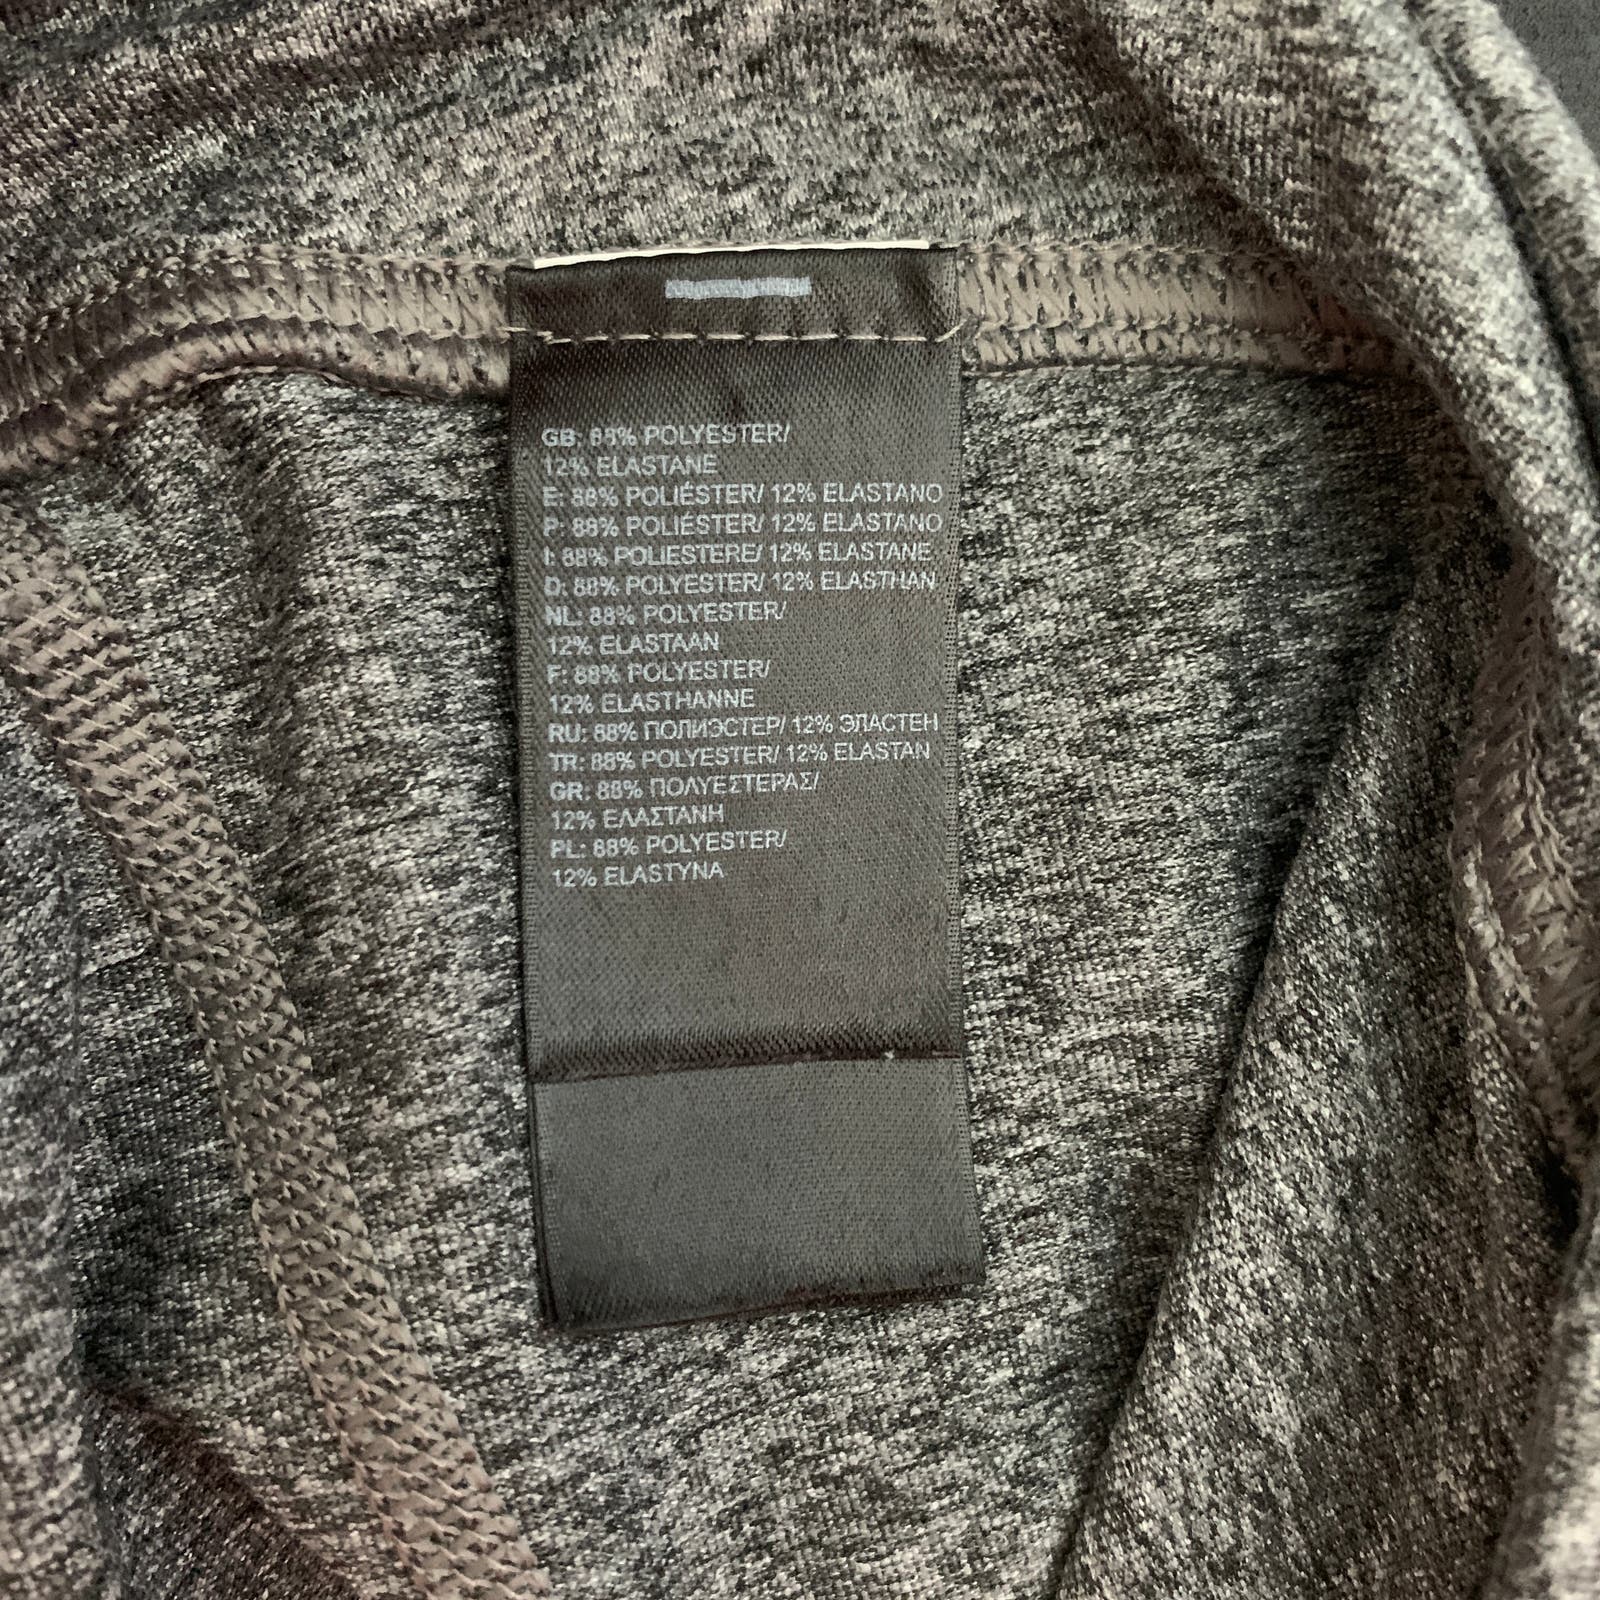 GB: 88% POLYESTER/
12% ELASTANE
E: 88% POLIÉSTER/ 12% ELASTANO
P: 88% POLIÉSTER/ 12% ELASTANO
I: 88% POLIESTERE/ 12% ELASTANE
D: 88% POLYESTER/ 12% ELASTHAN
NL: 88% POLYESTER/
12% ELASTAAN
F: 88% POLYESTER/
12% ELASTHANNE
RU: 88% ПОЛИЭСТЕР/ 12% ЭЛАСТЕН
TR: 88% POLYESTER/ 12% ELASTAN
GR: 88% ΠΟΛΥΕΣΤΕΡΑΣ/
12% ΕΛΑΣΤΑΝΗ
PL: 88% POLYESTER/
12% ELASTYNA